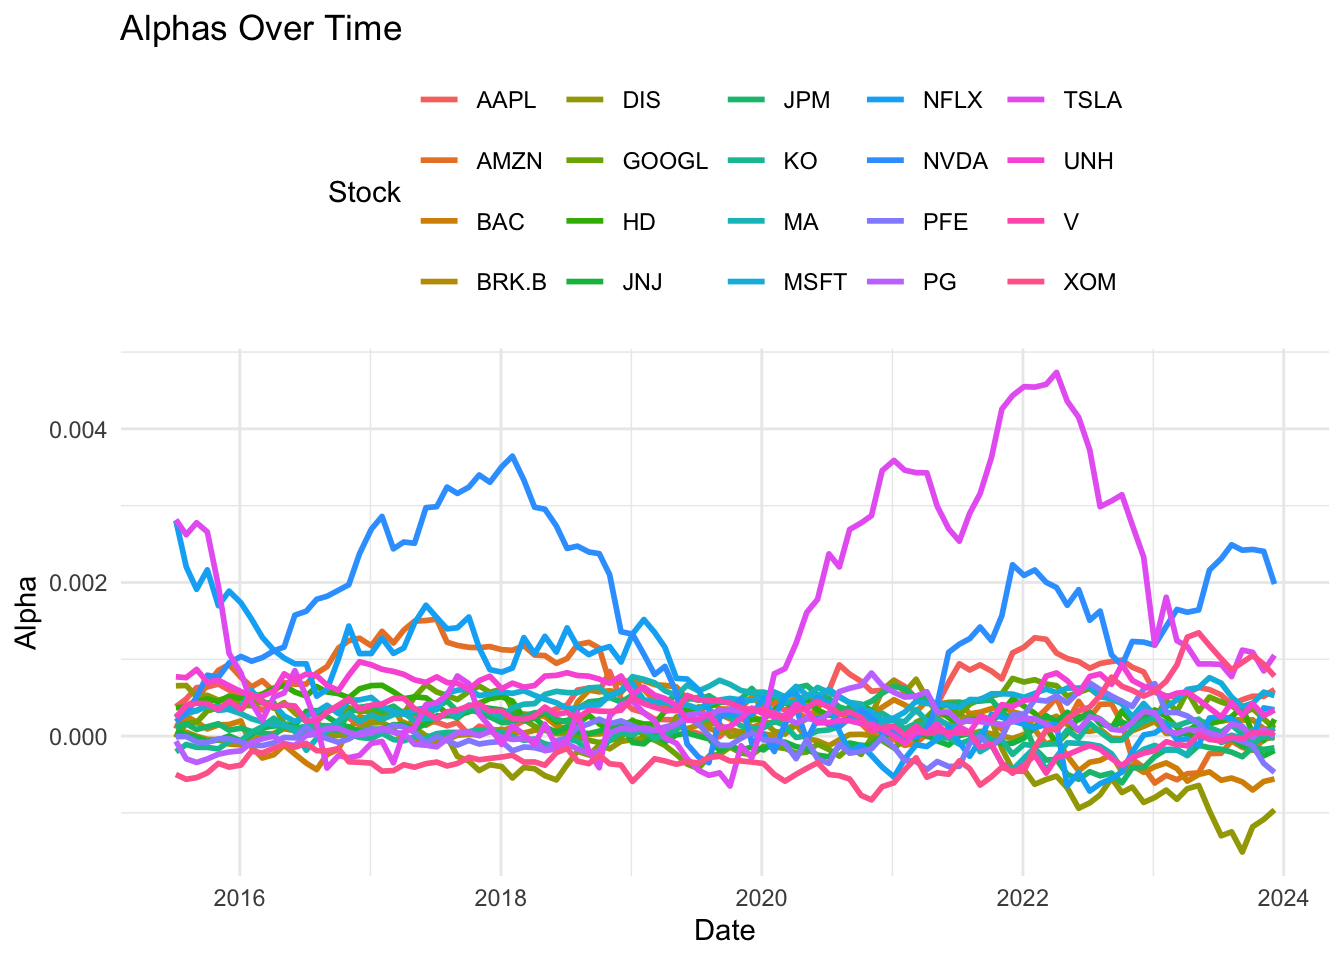 Alphas Over Time
AAPL DIS JPM NFLX TSLA
AMZN GOOGL KO NVDA UNH
Stock
BAC HD MA PFE V
BRK.B JNJ MSFT PG XOM
0.004
0.002
0.000
Alpha
2016 2018 2020 2022 2024
Date